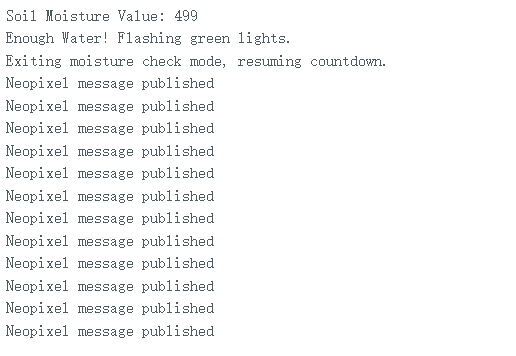 Soil Moisture Value: 499
Enough Water! Flashing green lights.
Exiting moisture check mode, resuming countdown.
Neopixel message published
Neopixel message published
Neopixel message published
Neopixel message published
Neopixel message published
Neopixel message published
Neopixel message published
Neopixel message published
Neopixel message published
Neopixel message published
Neopixel message published
Neopixel message published